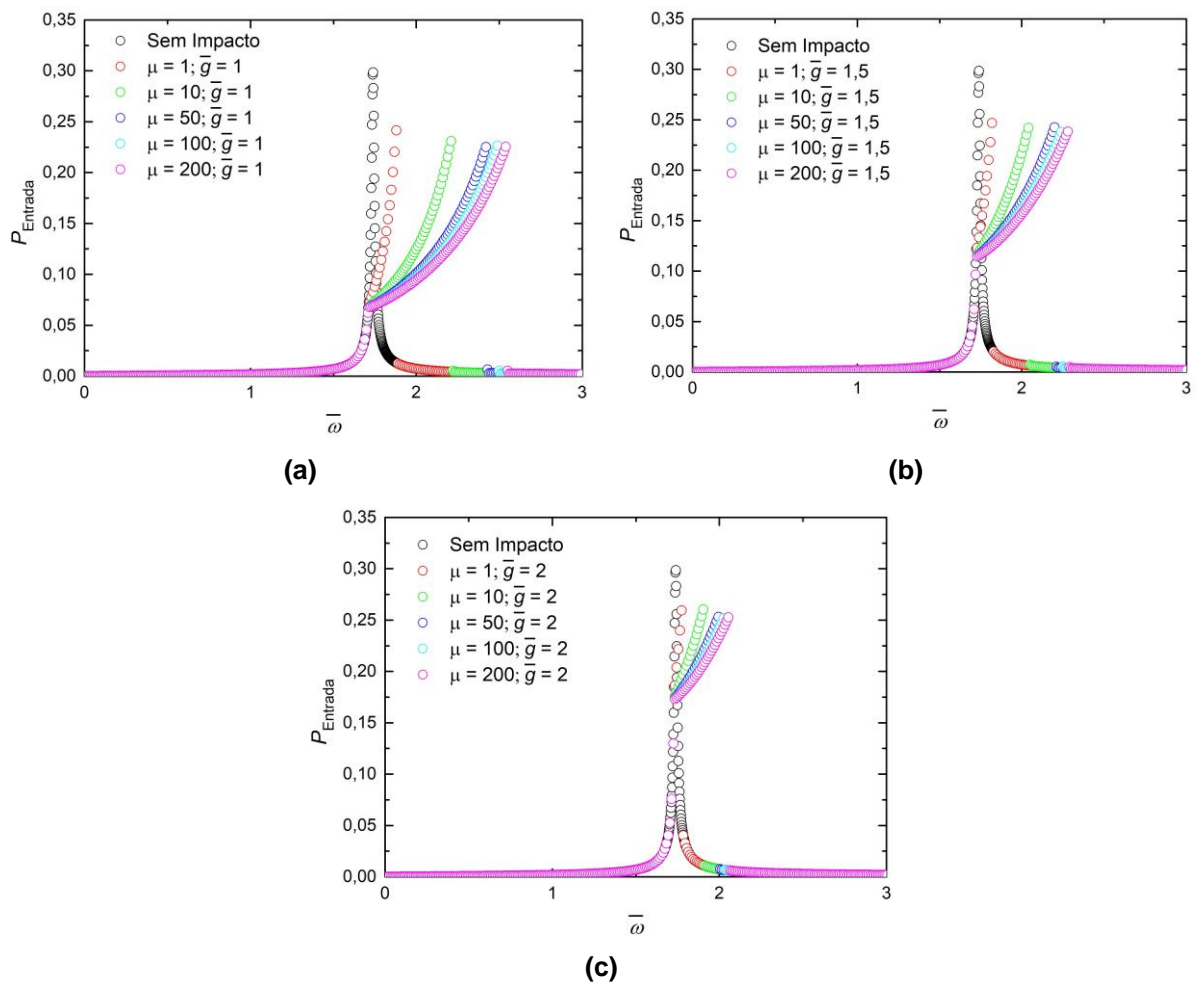 0,35
0,30
0,25
0,20
0,15
0,10
0,05
0,00
P_Entrada
Sem Impacto
μ = 1; g̅ = 1
μ = 10; g̅ = 1
μ = 50; g̅ = 1
μ = 100; g̅ = 1
μ = 200; g̅ = 1
0 1 2 3
ω̅
(a)
0,35
0,30
0,25
0,20
0,15
0,10
0,05
0,00
P_Entrada
Sem Impacto
μ = 1; g̅ = 1,5
μ = 10; g̅ = 1,5
μ = 50; g̅ = 1,5
μ = 100; g̅ = 1,5
μ = 200; g̅ = 1,5
0 1 2 3
ω̅
(b)
0,35
0,30
0,25
0,20
0,15
0,10
0,05
0,00
P_Entrada
Sem Impacto
μ = 1; g̅ = 2
μ = 10; g̅ = 2
μ = 50; g̅ = 2
μ = 100; g̅ = 2
μ = 200; g̅ = 2
0 1 2 3
ω̅
(c)